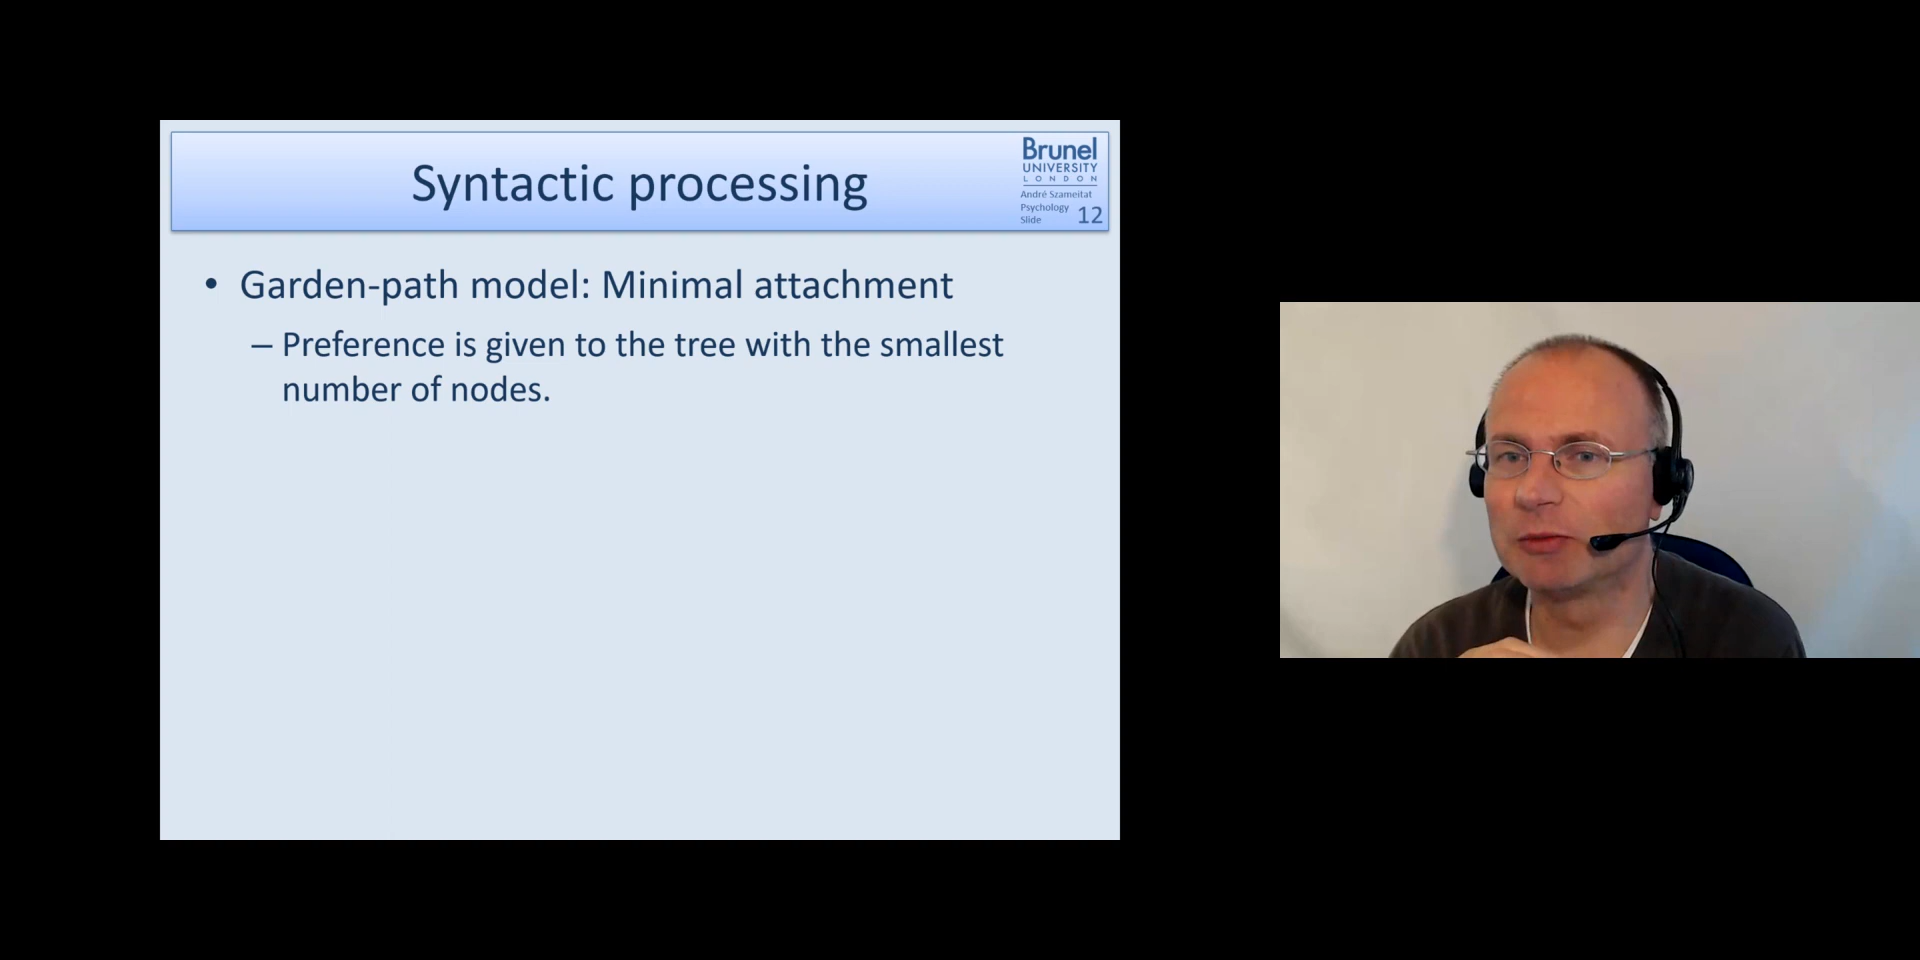 Syntactic processing
Brunel
UNIVERSITY
LONDON
André Szameitat
Psychology
Slide 12
• Garden-path model: Minimal attachment
– Preference is given to the tree with the smallest
number of nodes.